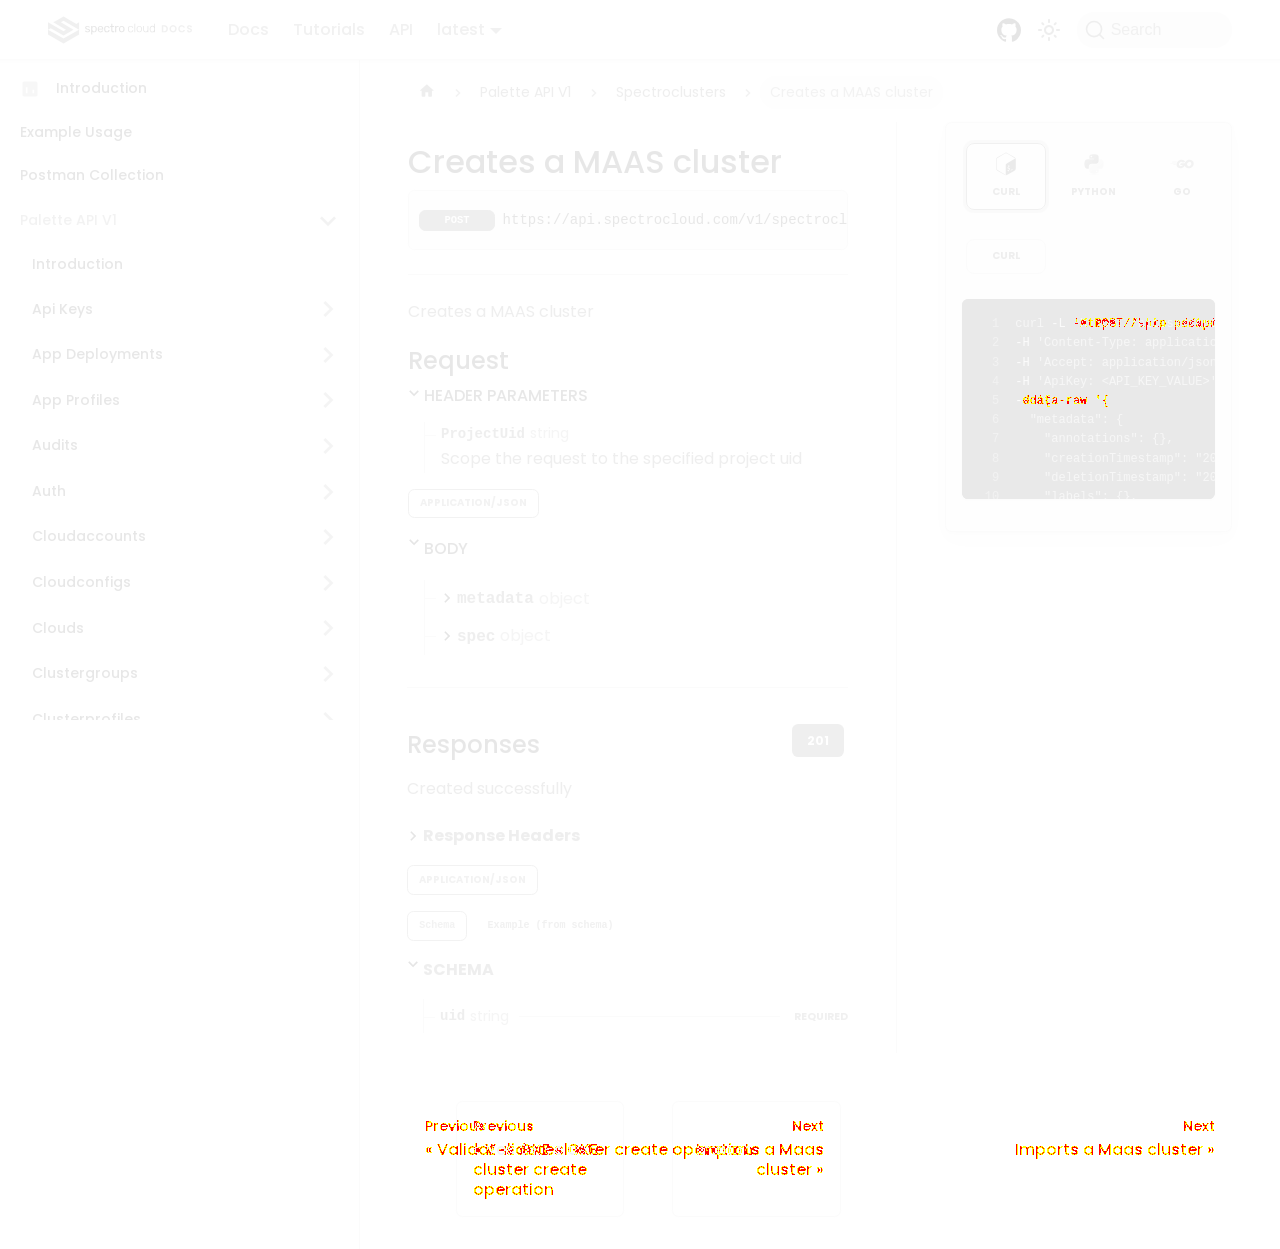 spectro cloud DOCS Docs Tutorials API latest Search
Introduction
Example Usage
Postman Collection
Palette API V1
Introduction
Api Keys
App Deployments
App Profiles
Audits
Auth
Cloudaccounts
Cloudconfigs
Clouds
Clustergroups
Clusterprofiles
Palette API V1 › Spectroclusters › Creates a MAAS cluster
Creates a MAAS cluster
POST https://api.spectrocloud.com/v1/spectrocl
Creates a MAAS cluster
Request
HEADER PARAMETERS
ProjectUid string
Scope the request to the specified project uid
APPLICATION/JSON
BODY
metadata object
spec object
Responses 201
Created successfully
Response Headers
APPLICATION/JSON
Schema Example (from schema)
SCHEMA
uid string REQUIRED
CURL PYTHON GO
CURL
1 curl -L
2 -H 'Content-Type: applicatio
3 -H 'Accept: application/json
4 -H 'ApiKey: <API_KEY_VALUE>'
5 data-raw '{
6 "metadata": {
7 "annotations": {},
8 "creationTimestamp": "20
9 "deletionTimestamp": "20
10 "labels": {},
Previous Previous Next Next
cluster create operation
Imports a Maas cluster »
cluster create
operation
a Maas
cluster »